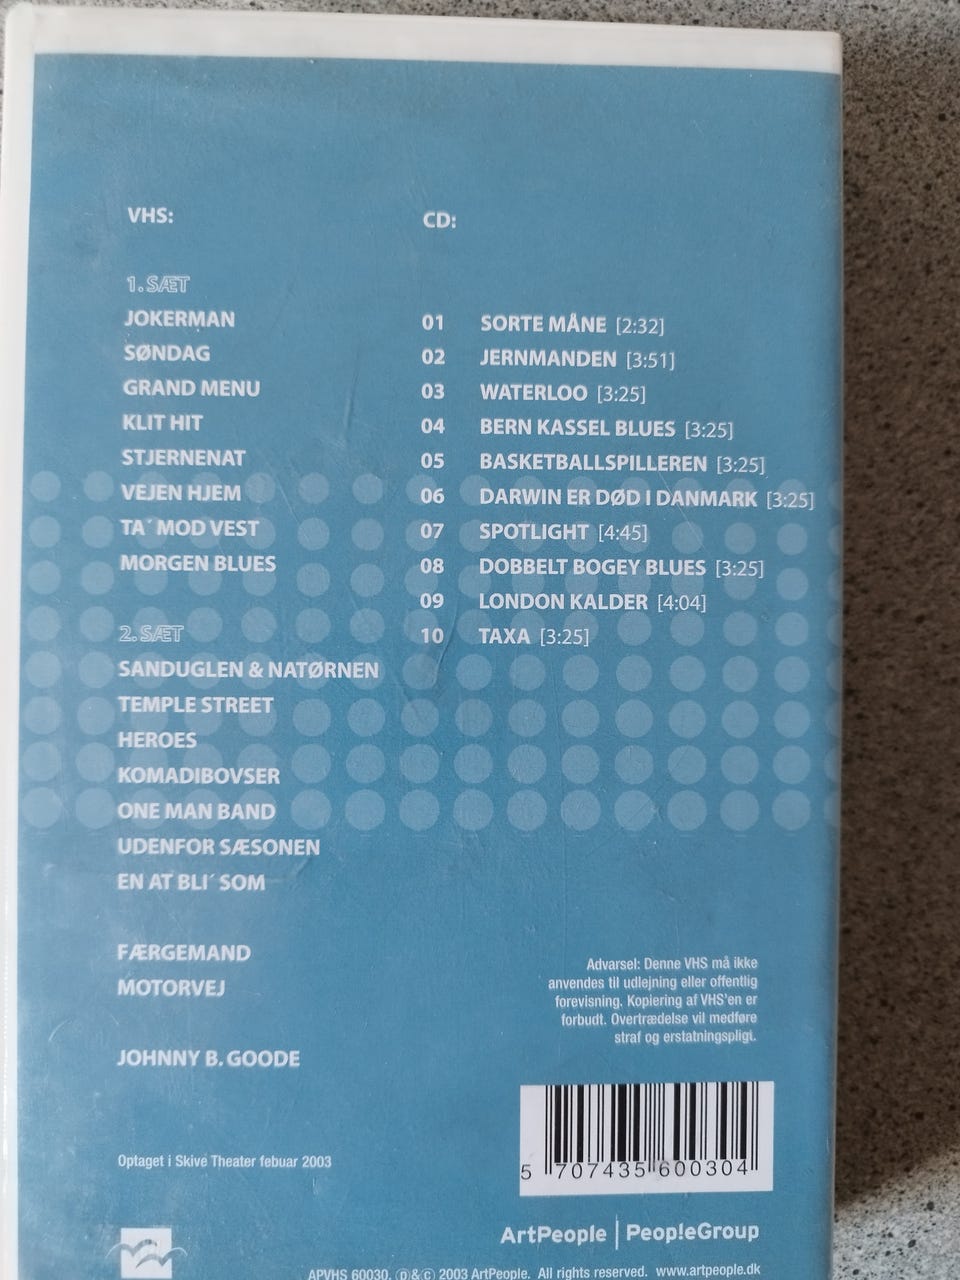 VHS:
1. SÆT
JOKERMAN
SØNDAG
GRAND MENU
KLIT HIT
STJERNENAT
VEJEN HJEM
TA´ MOD VEST
MORGEN BLUES
2. SÆT
SANDUGLEN & NATØRNEN
TEMPLE STREET
HEROES
KOMADIBOVSER
ONE MAN BAND
UDENFOR SÆSONEN
EN AT BLI´ SOM
FÆRGEMAND
MOTORVEJ
JOHNNY B. GOODE
Optaget i Skive Theater febuar 2003
CD:
01 SORTE MÅNE [2:32]
02 JERNMANDEN [3:51]
03 WATERLOO [3:25]
04 BERN KASSEL BLUES [3:25]
05 BASKETBALLSPILLEREN [3:25]
06 DARWIN ER DØD I DANMARK [3:25]
07 SPOTLIGHT [4:45]
08 DOBBELT BOGEY BLUES [3:25]
09 LONDON KALDER [4:04]
10 TAXA [3:25]
Advarsel: Denne VHS må ikke
anvendes til udlejning eller offentlig
forevisning. Kopiering af VHS'en er
forbudt. Overtrædelse vil medføre
straf og erstatningspligt.
5 707435 600304
ArtPeople | Peop!eGroup
APVHS 60030. ℗&© 2003 ArtPeople. All rights reserved. www.artpeople.dk